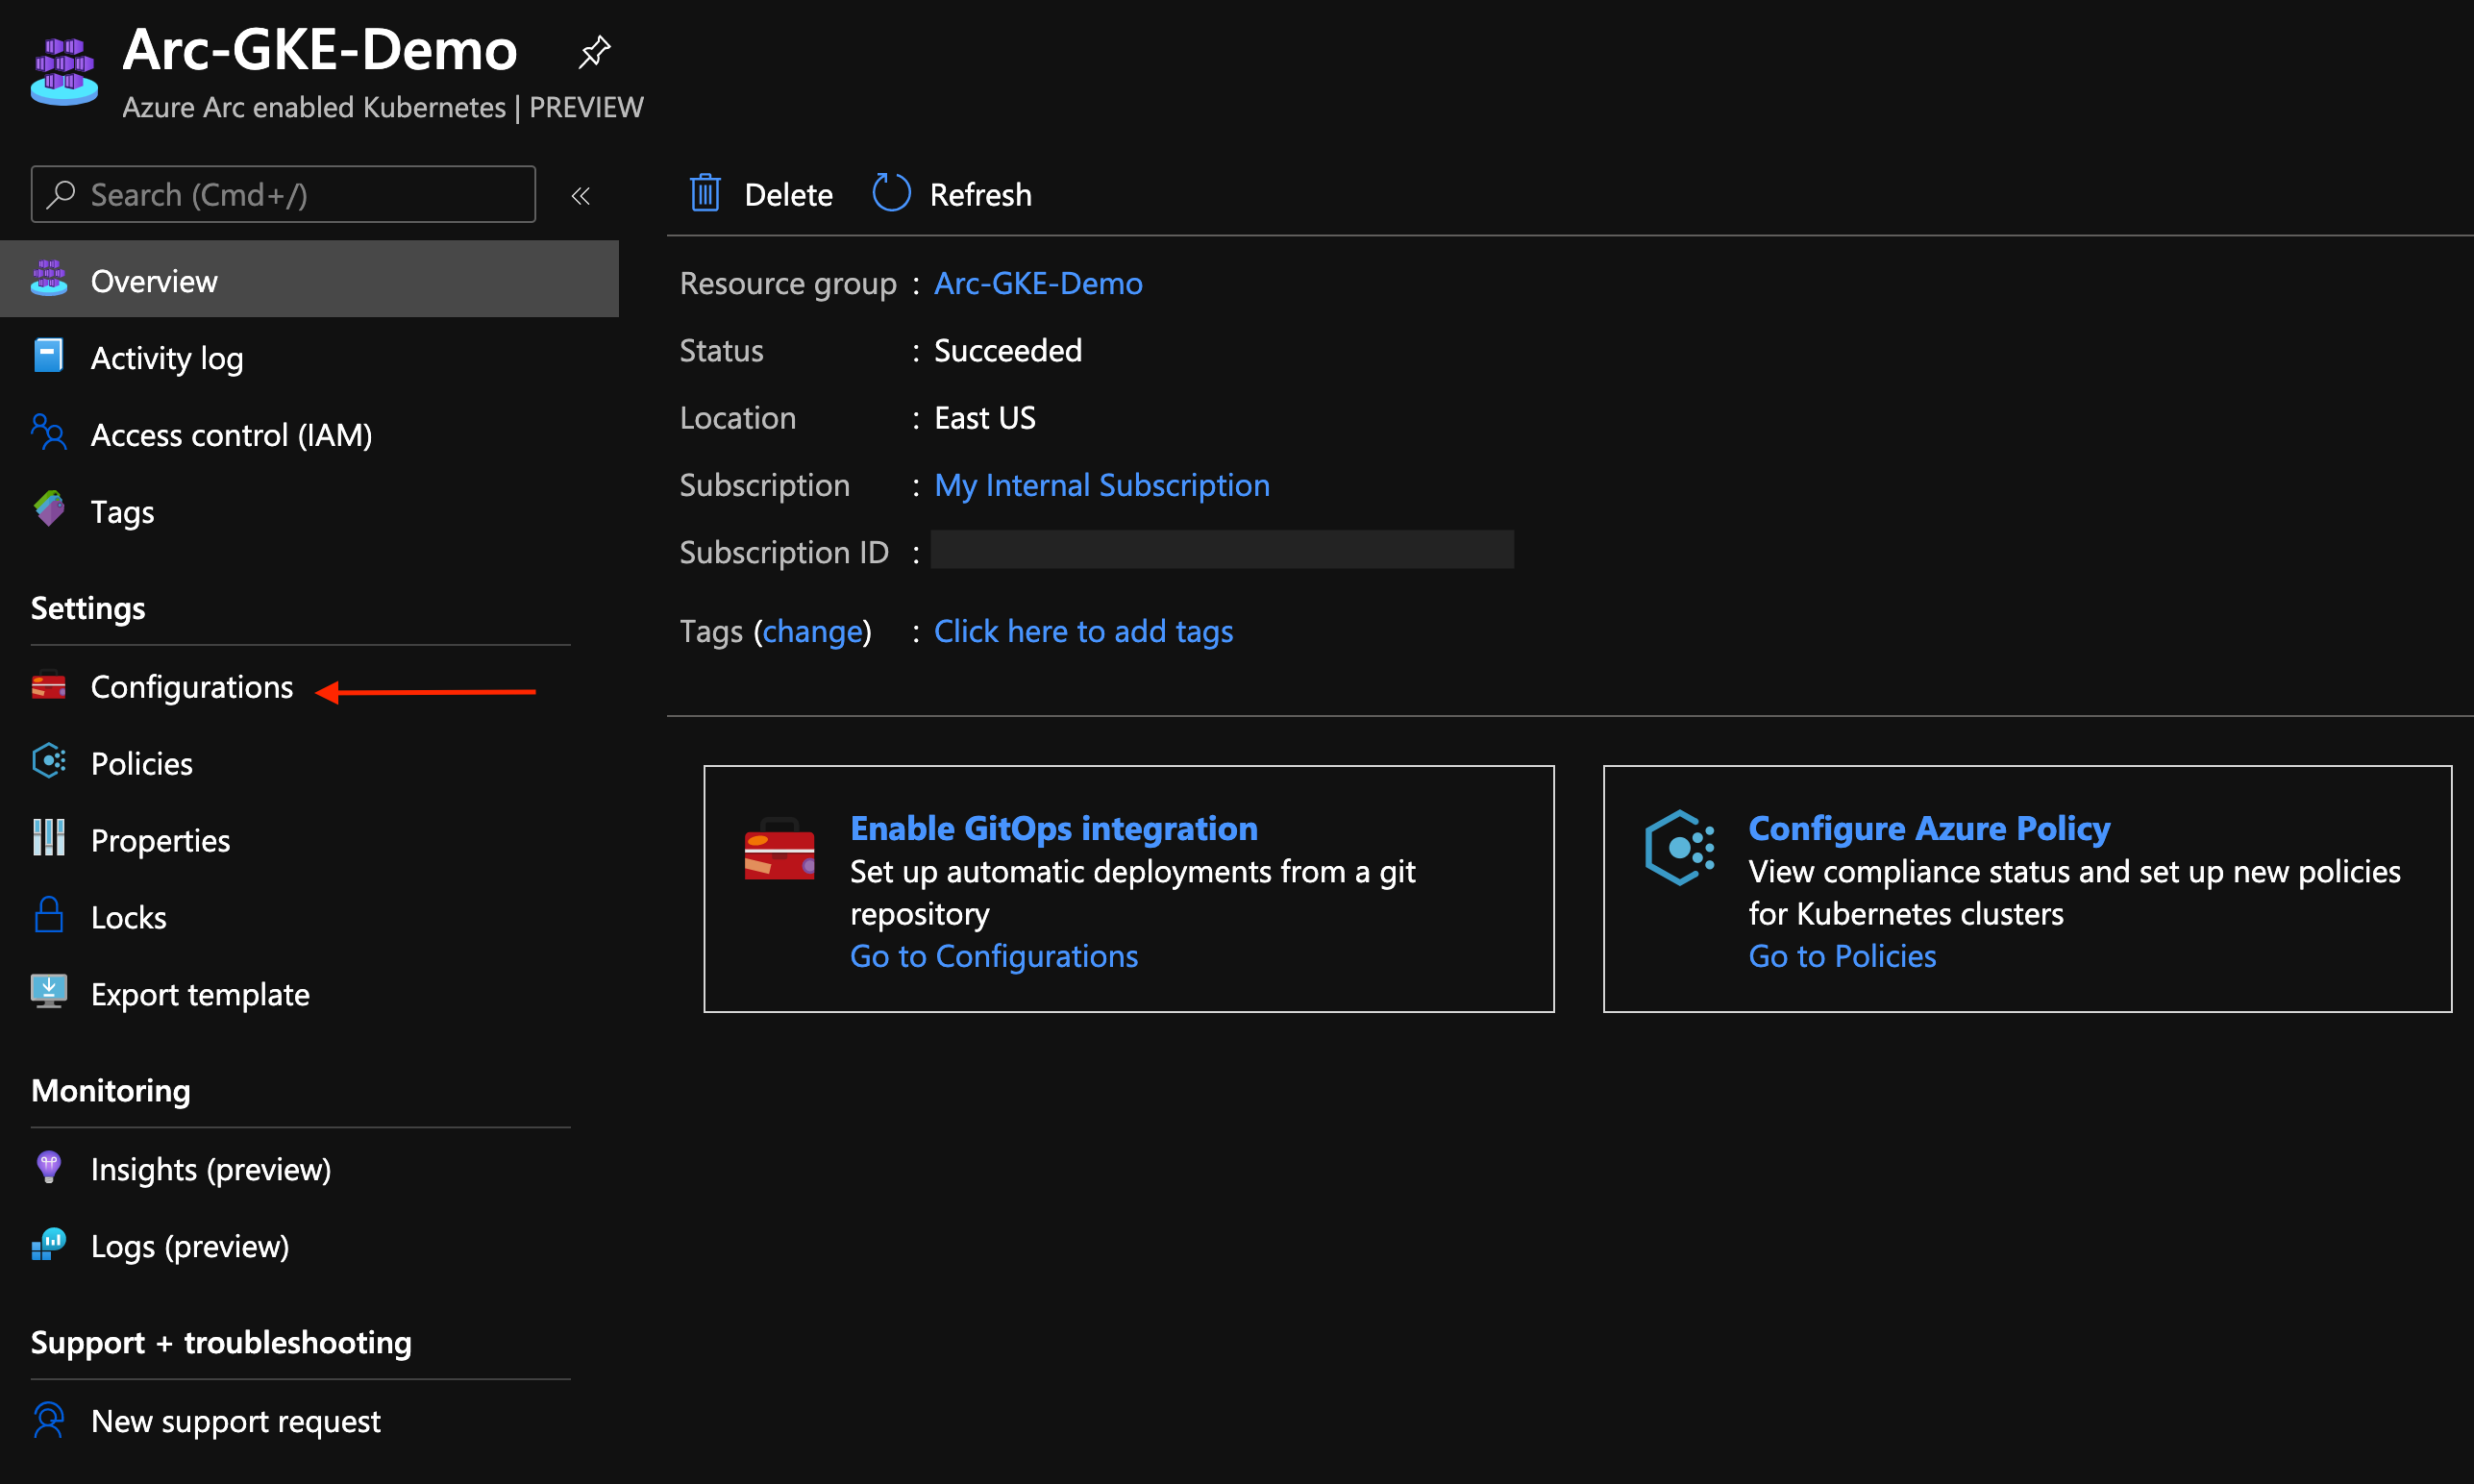 Arc-GKE-Demo
Azure Arc enabled Kubernetes | PREVIEW
Search (Cmd+/)
«
Delete
Refresh
Overview
Activity log
Access control (IAM)
Tags
Settings
Configurations
Policies
Properties
Locks
Export template
Monitoring
Insights (preview)
Logs (preview)
Support + troubleshooting
New support request
Resource group : Arc-GKE-Demo
Status : Succeeded
Location : East US
Subscription : My Internal Subscription
Subscription ID :
Tags (change) : Click here to add tags
Enable GitOps integration
Set up automatic deployments from a git
repository
Go to Configurations
Configure Azure Policy
View compliance status and set up new policies
for Kubernetes clusters
Go to Policies